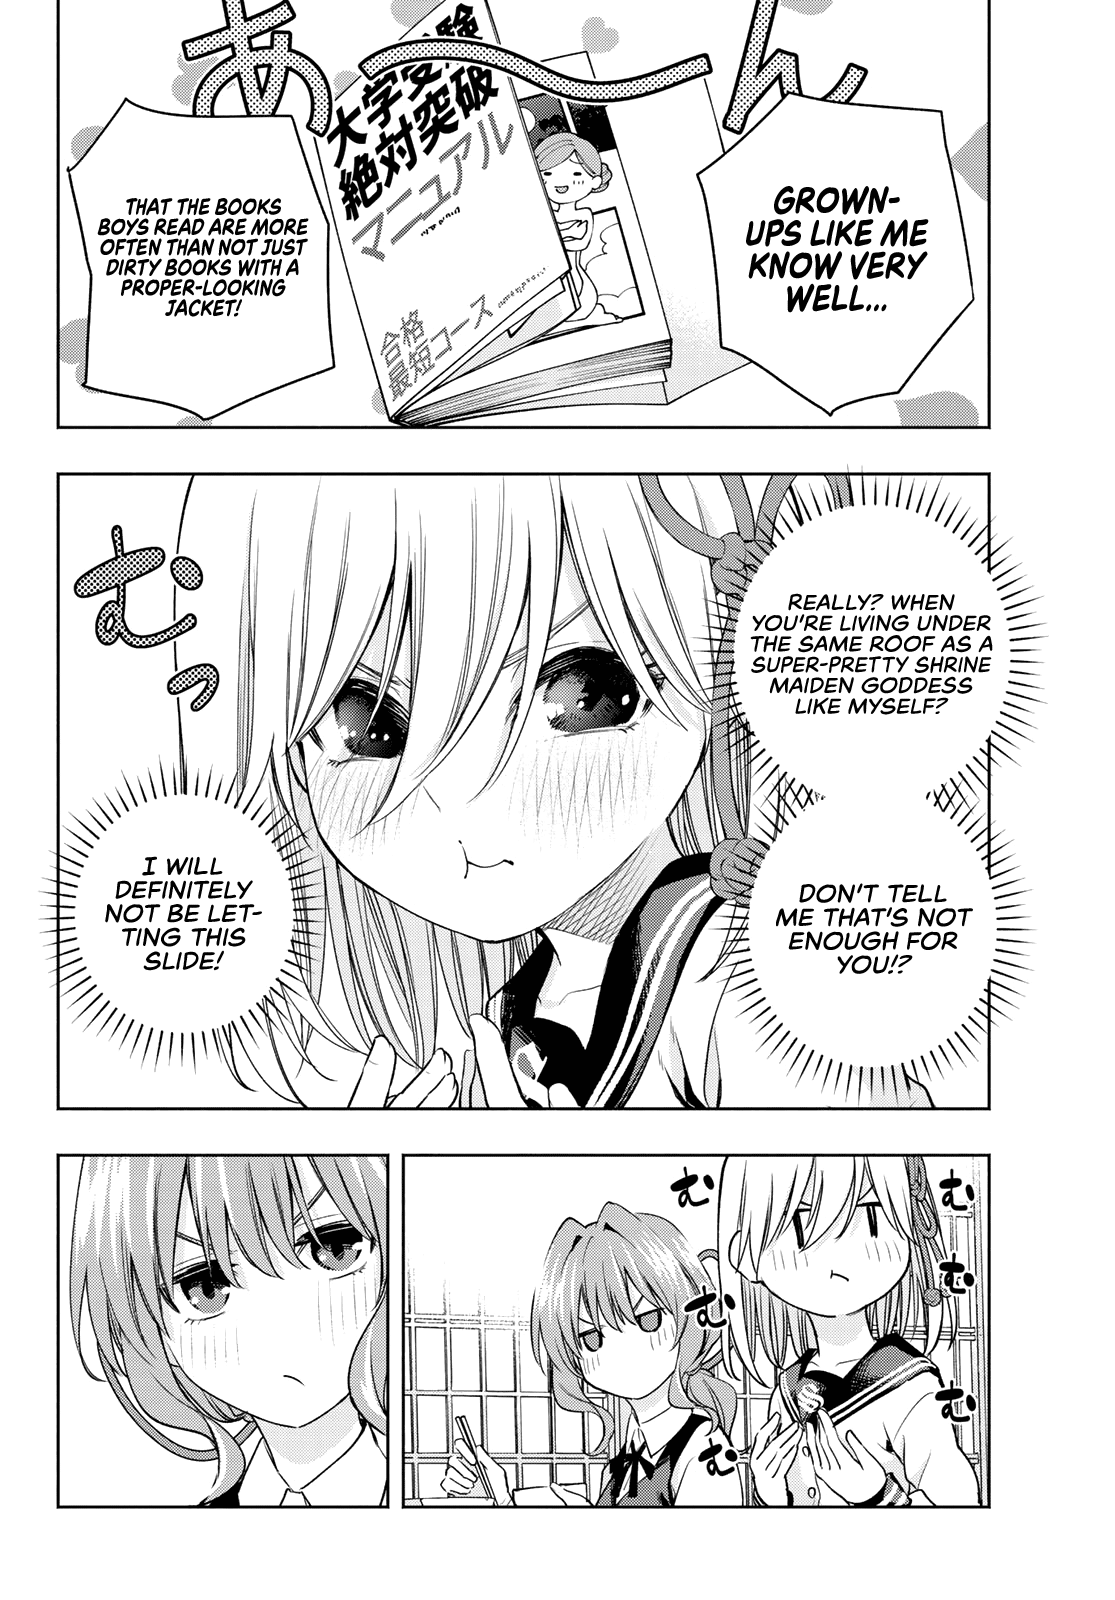 あ〜ん
GROWN-
UPS LIKE ME
KNOW VERY
WELL...
大学受験
絶対突破
マニュアル
合格
最短コース
THAT THE BOOKS
BOYS READ ARE MORE
OFTEN THAN NOT JUST
DIRTY BOOKS WITH A
PROPER-LOOKING
JACKET!
REALLY? WHEN
YOU'RE LIVING UNDER
THE SAME ROOF AS A
SUPER-PRETTY SHRINE
MAIDEN GODDESS
LIKE MYSELF?
DON'T TELL
ME THAT'S NOT
ENOUGH FOR
YOU!?
むっ
I WILL
DEFINITELY
NOT BE LET-
TING THIS
SLIDE!
む
む
む
む
む
む